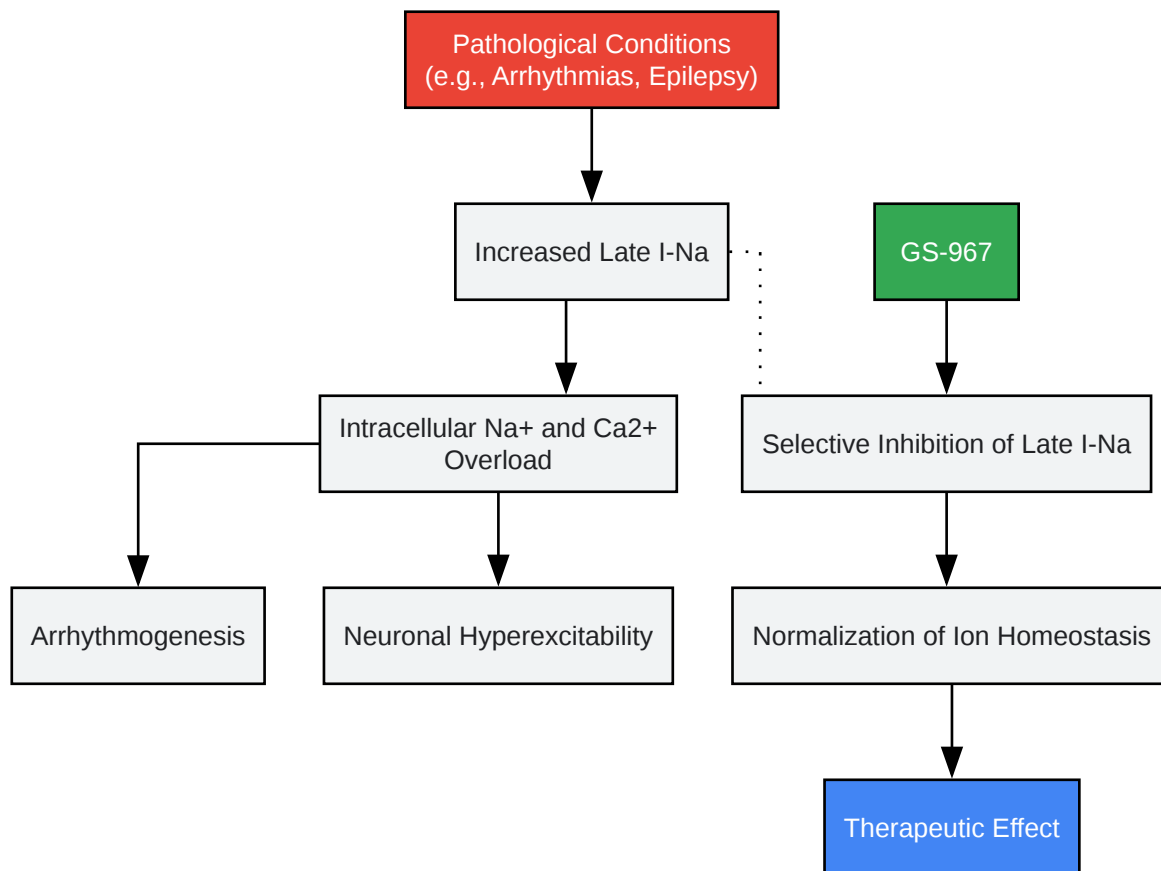 Pathological Conditions
(e.g., Arrhythmias, Epilepsy)
Increased Late I-Na
GS-967
Intracellular Na+ and Ca2+
Overload
Selective Inhibition of Late I-Na
Arrhythmogenesis
Neuronal Hyperexcitability
Normalization of Ion Homeostasis
Therapeutic Effect